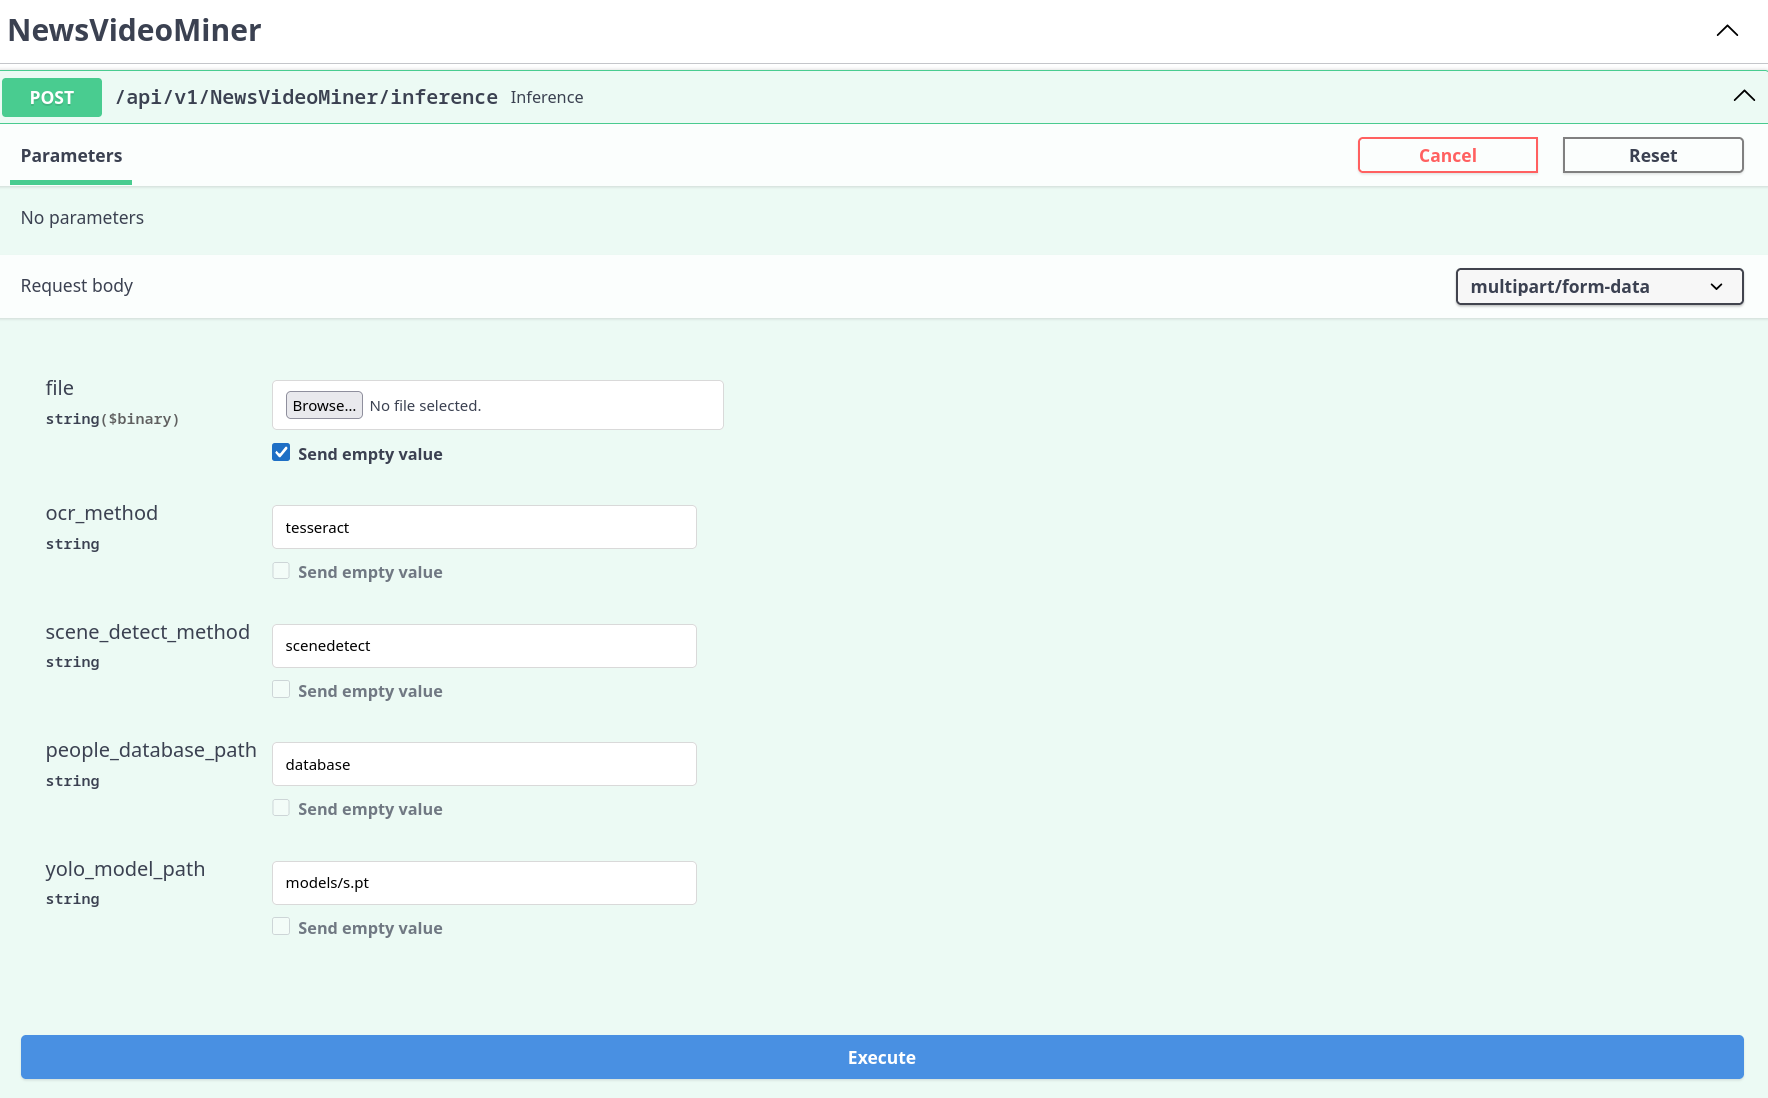 NewsVideoMiner
POST /api/v1/NewsVideoMiner/inference Inference
Parameters Cancel Reset
No parameters
Request body multipart/form-data
file
string($binary)
Browse... No file selected.
Send empty value
ocr_method
string
tesseract
Send empty value
scene_detect_method
string
scenedetect
Send empty value
people_database_path
string
database
Send empty value
yolo_model_path
string
models/s.pt
Send empty value
Execute